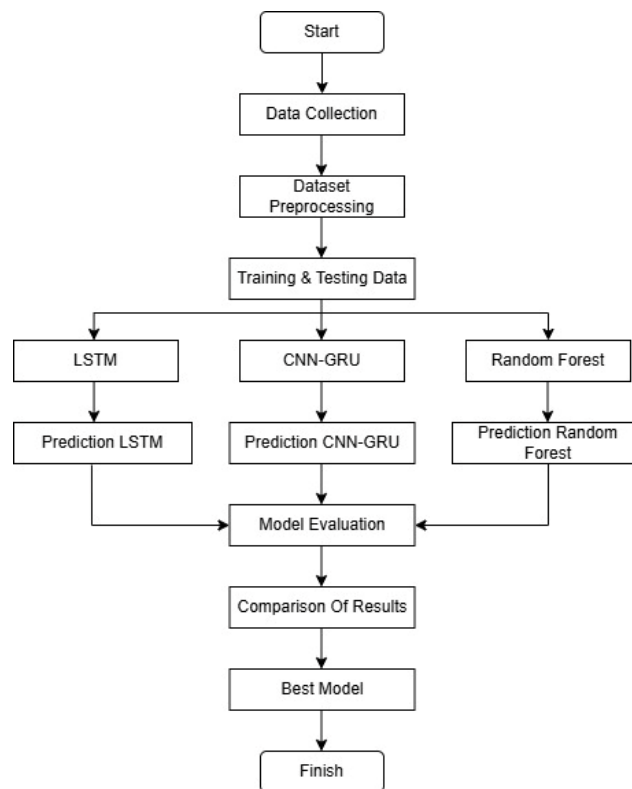 Start
Data Collection
Dataset
Preprocessing
Training & Testing Data
LSTM
CNN-GRU
Random Forest
Prediction LSTM
Prediction CNN-GRU
Prediction Random
Forest
Model Evaluation
Comparison Of Results
Best Model
Finish